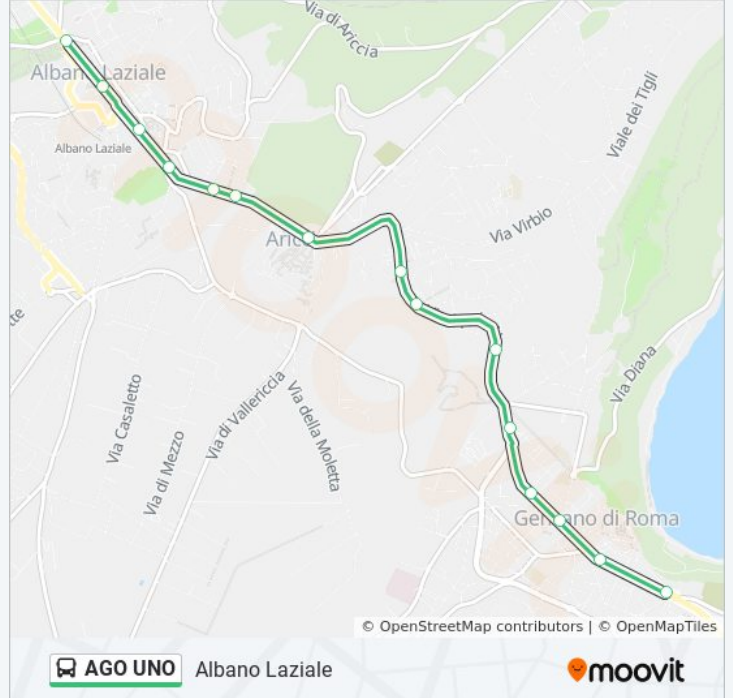 Via di Ariccia
Albano Laziale
Viale dei Tigli
Albano Laziale
Via Virbio
Via Diana
Via Casaletto
Via di Mezzo
Via di Vallericcia
Via della Moletta
Genzano di Roma
© OpenStreetMap contributors | © OpenMapTiles
AGO UNO
Albano Laziale
moovit